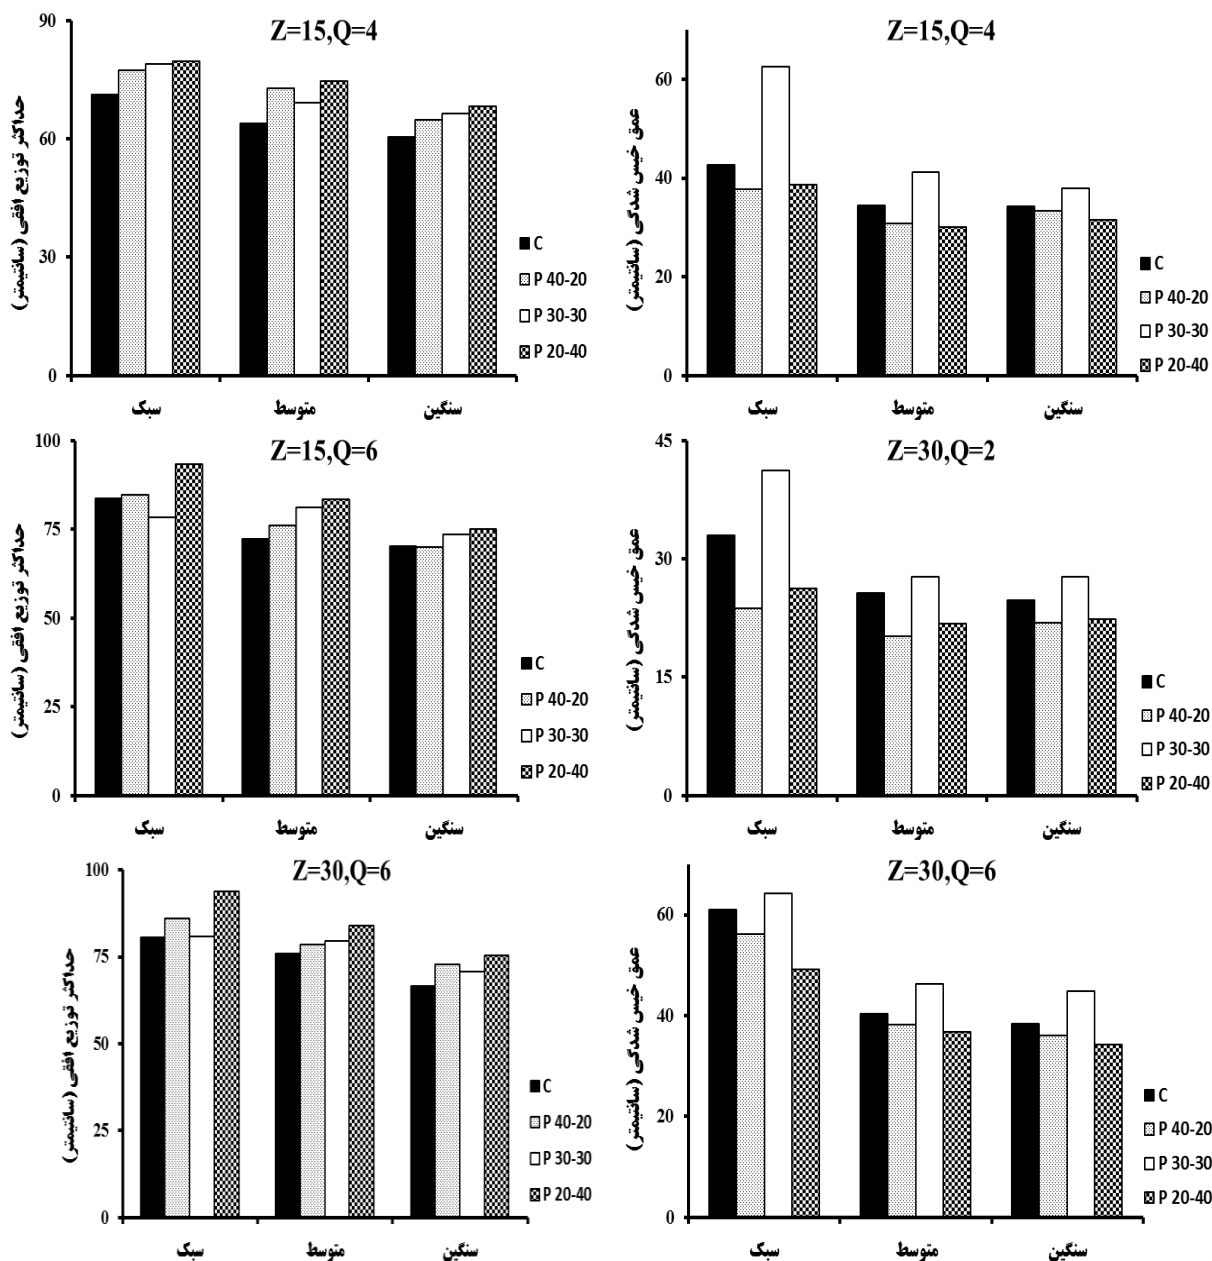 Z=15,Q=4
حداکثر توزیع افقی (سانتیمتر)
90
60
30
0
C
P 40-20
P 30-30
P 20-40
سبک
متوسط
سنگین
Z=15,Q=4
عمق خیس شدگی (سانتیمتر)
60
40
20
0
C
P 40-20
P 30-30
P 20-40
سبک
متوسط
سنگین
Z=15,Q=6
حداکثر توزیع افقی (سانتیمتر)
100
75
50
25
0
C
P 40-20
P 30-30
P 20-40
سبک
متوسط
سنگین
Z=30,Q=2
عمق خیس شدگی (سانتیمتر)
45
30
15
0
C
P 40-20
P 30-30
P 20-40
سبک
متوسط
سنگین
Z=30,Q=6
حداکثر توزیع افقی (سانتیمتر)
100
75
50
25
0
C
P 40-20
P 30-30
P 20-40
سبک
متوسط
سنگین
Z=30,Q=6
عمق خیس شدگی (سانتیمتر)
60
40
20
0
C
P 40-20
P 30-30
P 20-40
سبک
متوسط
سنگین